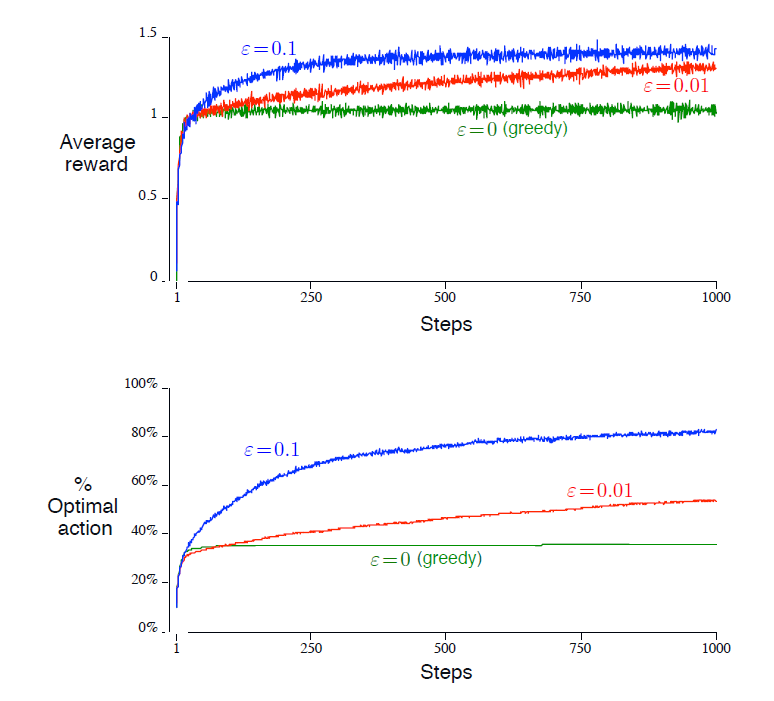 1.5
ε=0.1
ε=0.01
1
ε=0 (greedy)
Average
reward
0.5
0
1
250
500
750
1000
Steps
100%
80%
ε=0.1
%
Optimal
action
60%
ε=0.01
40%
ε=0 (greedy)
20%
0%
1
250
500
750
1000
Steps